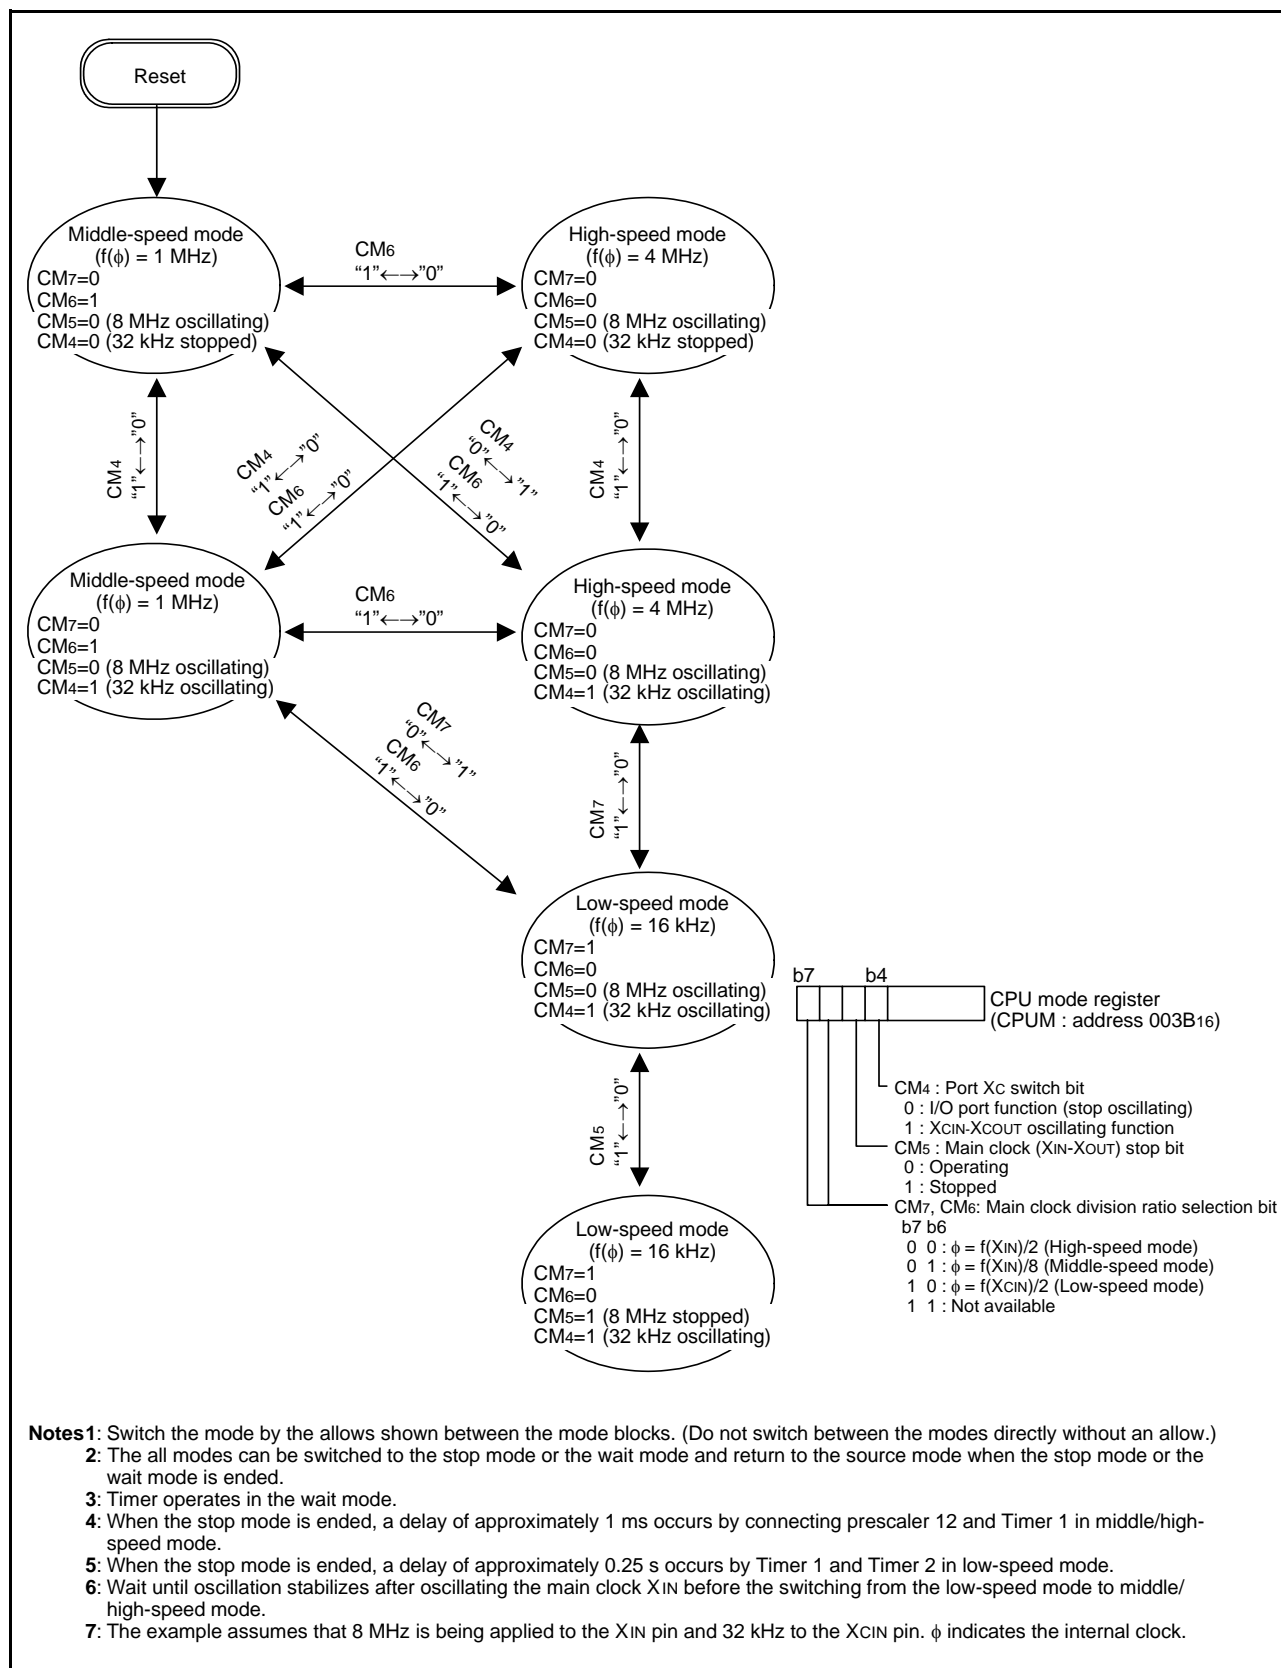 Reset
Middle-speed mode
(f(ϕ) = 1 MHz)
CM7=0
CM6=1
CM5=0 (8 MHz oscillating)
CM4=0 (32 kHz stopped)
CM6
“1”←→”0”
High-speed mode
(f(ϕ) = 4 MHz)
CM7=0
CM6=0
CM5=0 (8 MHz oscillating)
CM4=0 (32 kHz stopped)
CM4
“1”←→”0”
CM4
“1”←→”0”
CM6
“1”←→”0”
CM4
“0”←→”1”
CM6
“1”←→”0”
CM4
“1”←→”0”
Middle-speed mode
(f(ϕ) = 1 MHz)
CM7=0
CM6=1
CM5=0 (8 MHz oscillating)
CM4=1 (32 kHz oscillating)
CM6
“1”←→”0”
High-speed mode
(f(ϕ) = 4 MHz)
CM7=0
CM6=0
CM5=0 (8 MHz oscillating)
CM4=1 (32 kHz oscillating)
CM7
“0”←→”1”
CM6
“1”←→”0”
CM7
“1”←→”0”
Low-speed mode
(f(ϕ) = 16 kHz)
CM7=1
CM6=0
CM5=0 (8 MHz oscillating)
CM4=1 (32 kHz oscillating)
CM5
“1”←→”0”
Low-speed mode
(f(ϕ) = 16 kHz)
CM7=1
CM6=0
CM5=1 (8 MHz stopped)
CM4=1 (32 kHz oscillating)
b7 b4
CPU mode register
(CPUM : address 003B16)
CM4 : Port XC switch bit
0 : I/O port function (stop oscillating)
1 : XCIN-XCOUT oscillating function
CM5 : Main clock (XIN-XOUT) stop bit
0 : Operating
1 : Stopped
CM7, CM6: Main clock division ratio selection bit
b7 b6
0 0 : ϕ = f(XIN)/2 (High-speed mode)
0 1 : ϕ = f(XIN)/8 (Middle-speed mode)
1 0 : ϕ = f(XCIN)/2 (Low-speed mode)
1 1 : Not available
Notes1: Switch the mode by the allows shown between the mode blocks. (Do not switch between the modes directly without an allow.)
2: The all modes can be switched to the stop mode or the wait mode and return to the source mode when the stop mode or the
wait mode is ended.
3: Timer operates in the wait mode.
4: When the stop mode is ended, a delay of approximately 1 ms occurs by connecting prescaler 12 and Timer 1 in middle/high-
speed mode.
5: When the stop mode is ended, a delay of approximately 0.25 s occurs by Timer 1 and Timer 2 in low-speed mode.
6: Wait until oscillation stabilizes after oscillating the main clock XIN before the switching from the low-speed mode to middle/
high-speed mode.
7: The example assumes that 8 MHz is being applied to the XIN pin and 32 kHz to the XCIN pin. ϕ indicates the internal clock.